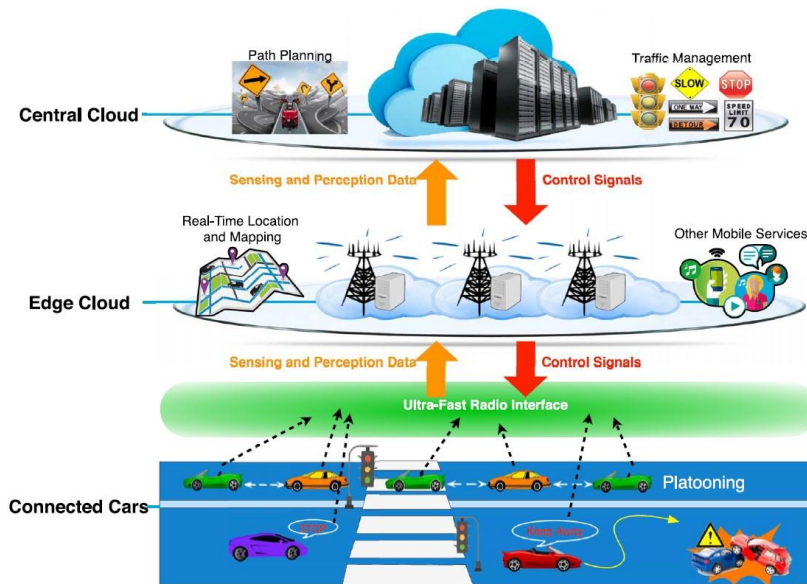 Path Planning
Traffic Management
SLOW
STOP
ONE WAY
DETOUR
SPEED
LIMIT
70
Central Cloud
Sensing and Perception Data
Control Signals
Real-Time Location
and Mapping
Other Mobile Services
Edge Cloud
Sensing and Perception Data
Control Signals
Ultra-Fast Radio Interface
Platooning
Connected Cars
STOP
Keep Away